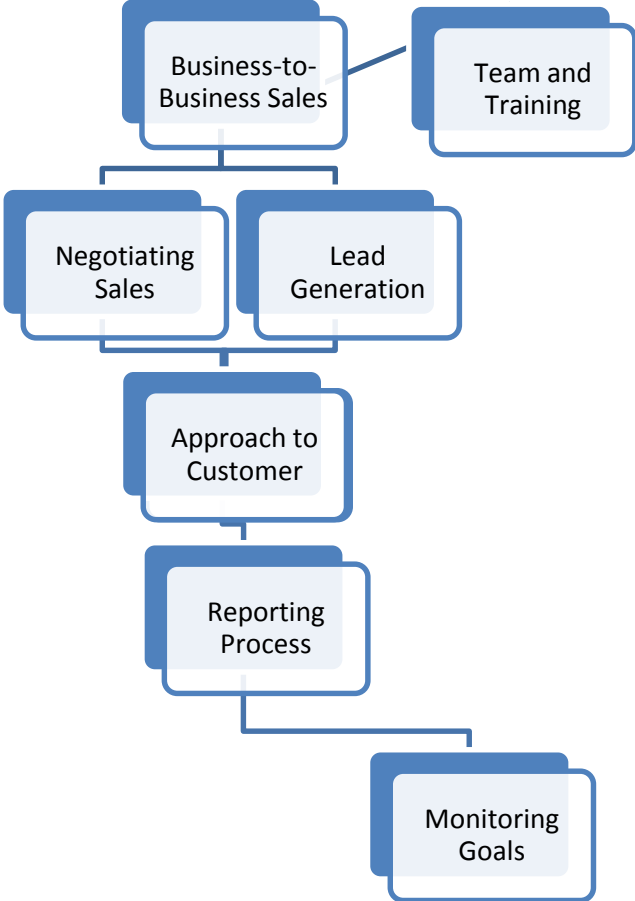 Business-to-
Business Sales
Team and
Training
Negotiating
Sales
Lead
Generation
Approach to
Customer
Reporting
Process
Monitoring
Goals